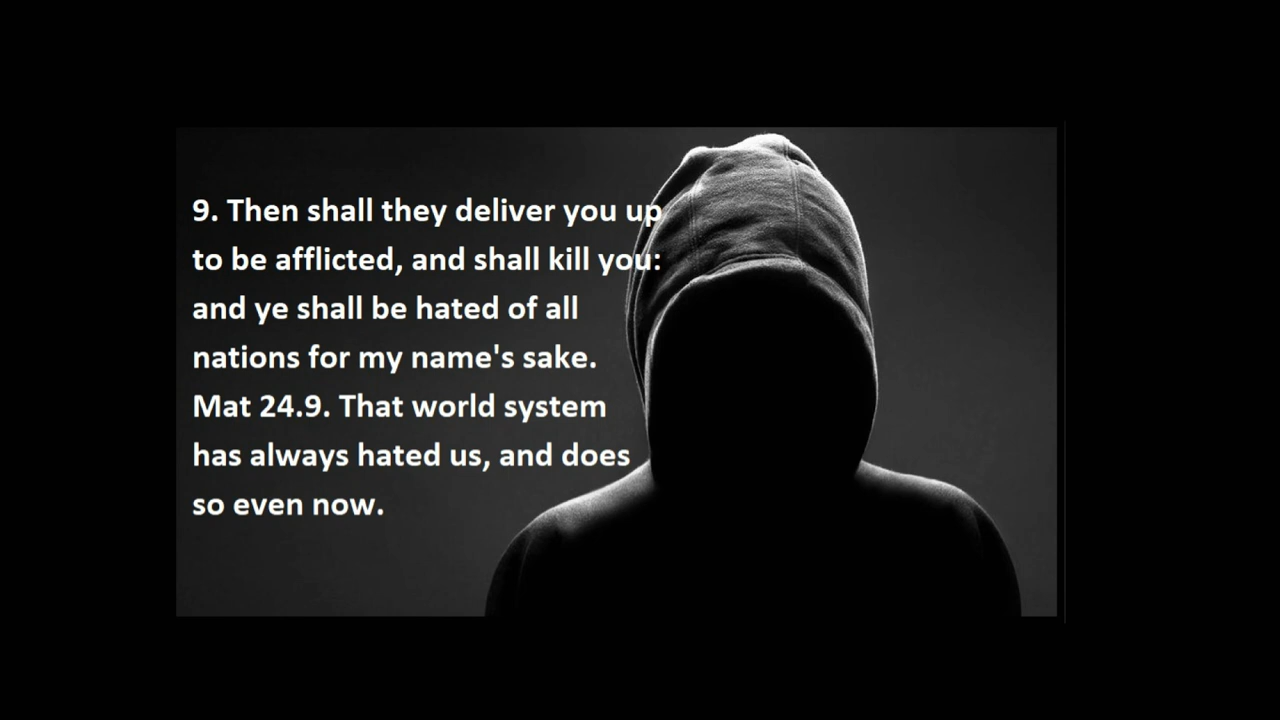 9. Then shall they deliver you up
to be afflicted, and shall kill you:
and ye shall be hated of all
nations for my name's sake.
Mat 24.9. That world system
has always hated us, and does
so even now.